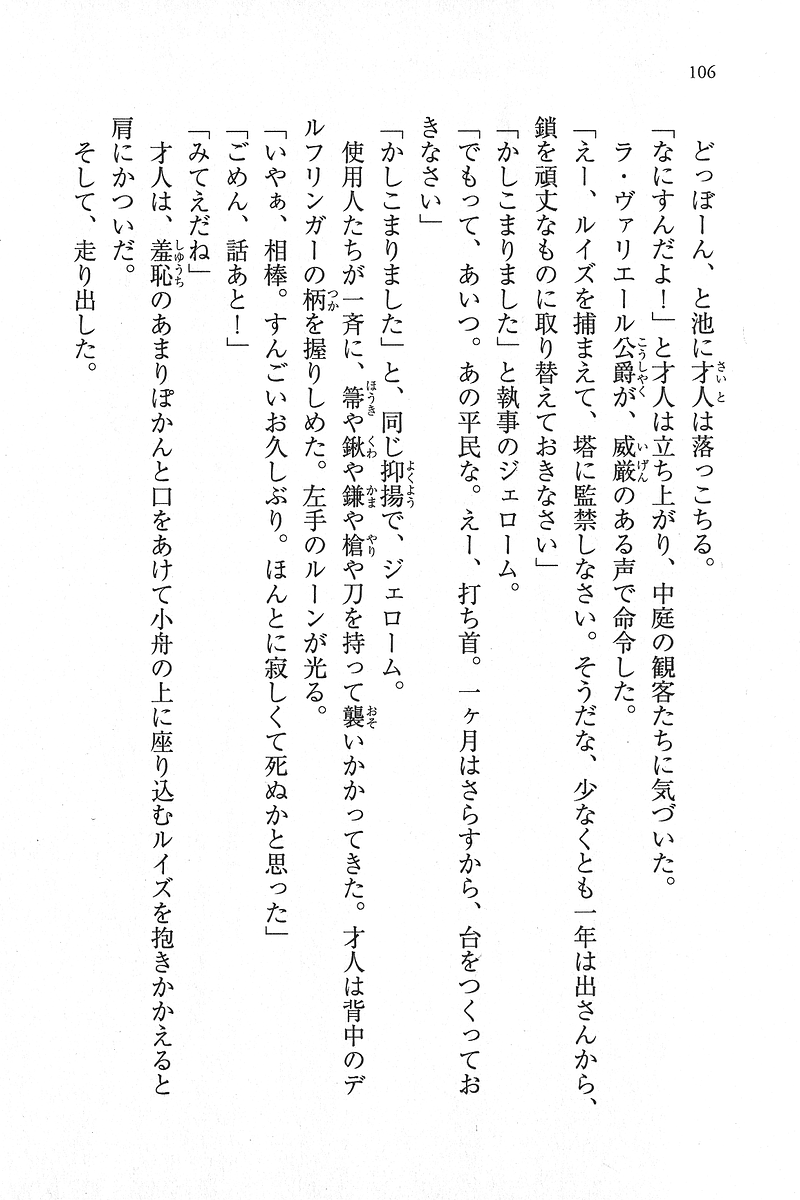 106
どっぽーん、と池に才人は落っこちる。
「なにすんだよ！」と才人は立ち上がり、中庭の観客たちに気づいた。
ラ・ヴァリエール公爵が、威厳のある声で命令した。
「えー、ルイズを捕まえて、塔に監禁しなさい。そうだな、少なくとも一年は出さんから、
鎖を頑丈なものに取り替えておきなさい」
「かしこまりました」と執事のジェローム。
「でもって、あいつ。あの平民な。えー、打ち首。一ヶ月はさらすから、台をつくってお
きなさい」
「かしこまりました」と、同じ抑揚で、ジェローム。
使用人たちが一斉に、箒や鍬や鎌や槍や刀を持って襲いかかってきた。才人は背中のデ
ルフリンガーの柄を握りしめた。左手のルーンが光る。
「いやぁ、相棒。すんごいお久しぶり。ほんとに寂しくて死ぬかと思った」
「ごめん、話あと！」
「みてえだね」
才人は、羞恥のあまりぽかんと口をあけて小舟の上に座り込むルイズを抱きかかえると
肩にかついだ。
そして、走り出した。